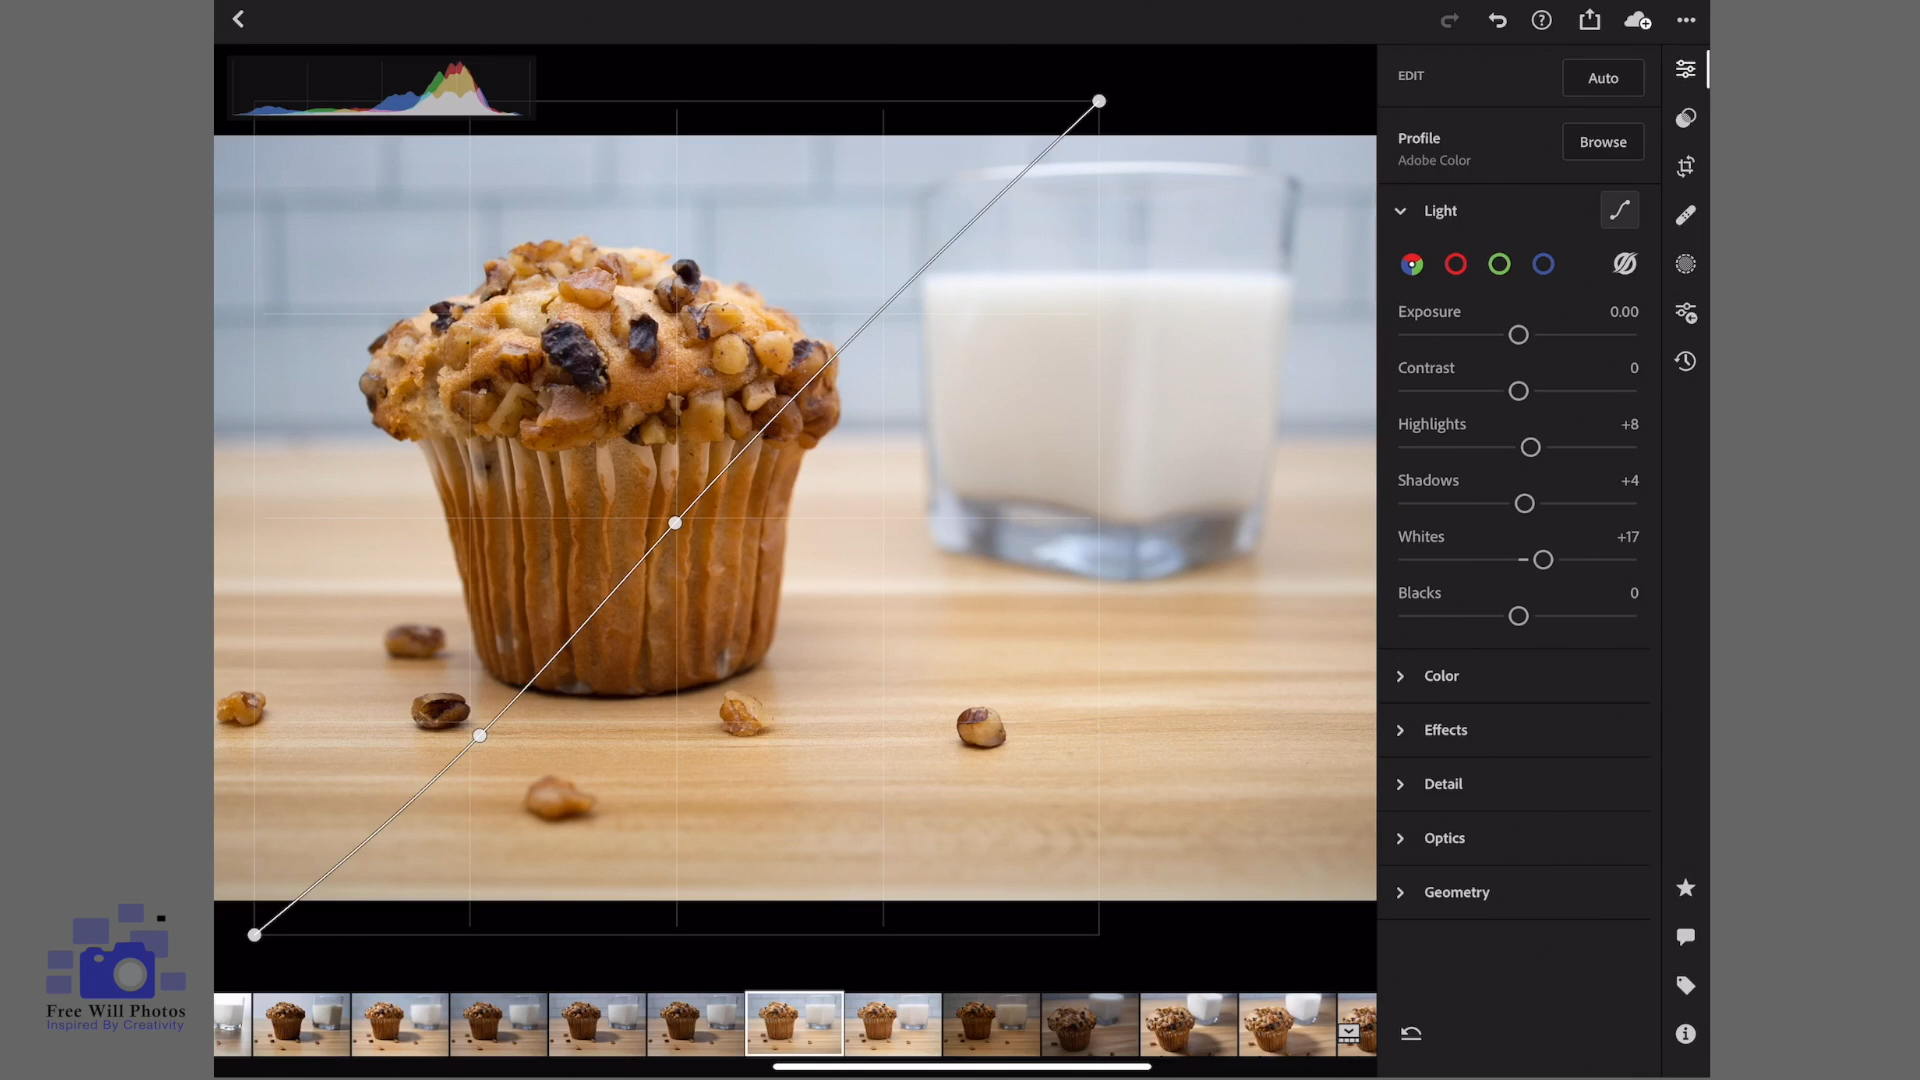 EDIT
Auto
Profile
Adobe Color
Browse
Light
Exposure 0.00
Contrast 0
Highlights +8
Shadows +4
Whites +17
Blacks 0
Color
Effects
Detail
Optics
Geometry
Free Will Photos
Inspired By Creativity